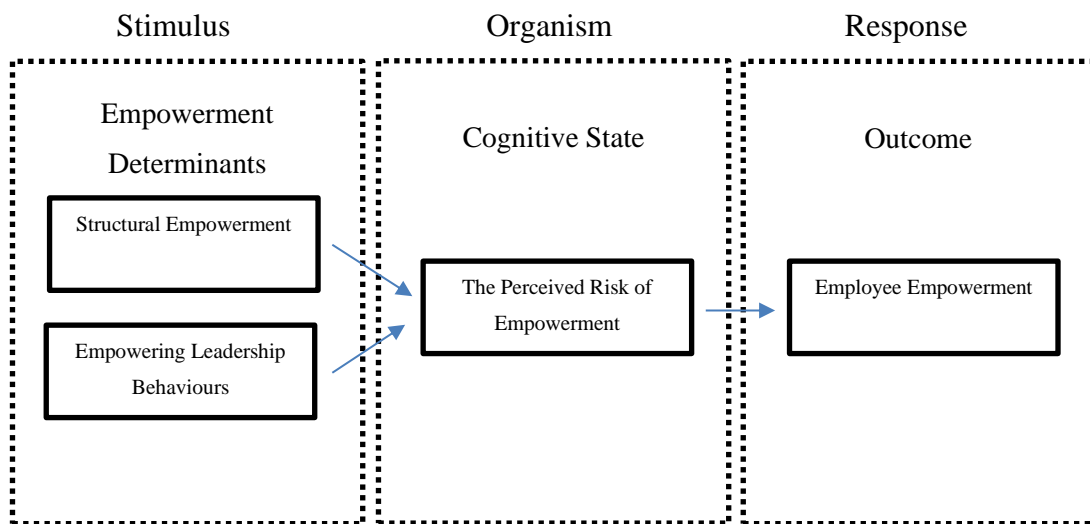 Stimulus
Organism
Response
Empowerment
Determinants
Structural Empowerment
Empowering Leadership
Behaviours
Cognitive State
The Perceived Risk of
Empowerment
Outcome
Employee Empowerment